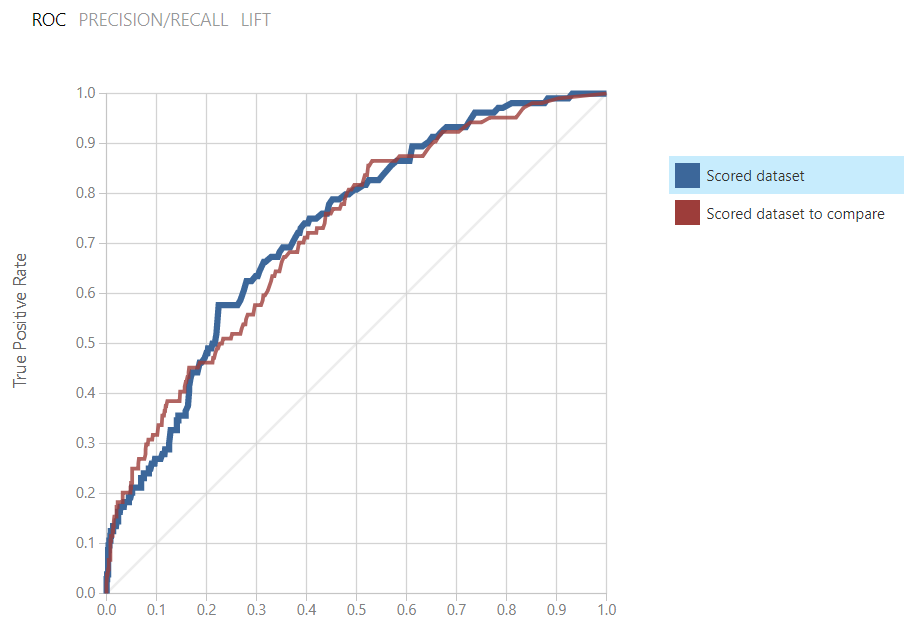 ROC PRECISION/RECALL LIFT
1.0
0.9
Scored dataset
0.8
Scored dataset to compare
0.7
0.6
0.5
0.4
0.3
0.2
0.1
0.0
True Positive Rate
0.0 0.1 0.2 0.3 0.4 0.5 0.6 0.7 0.8 0.9 1.0